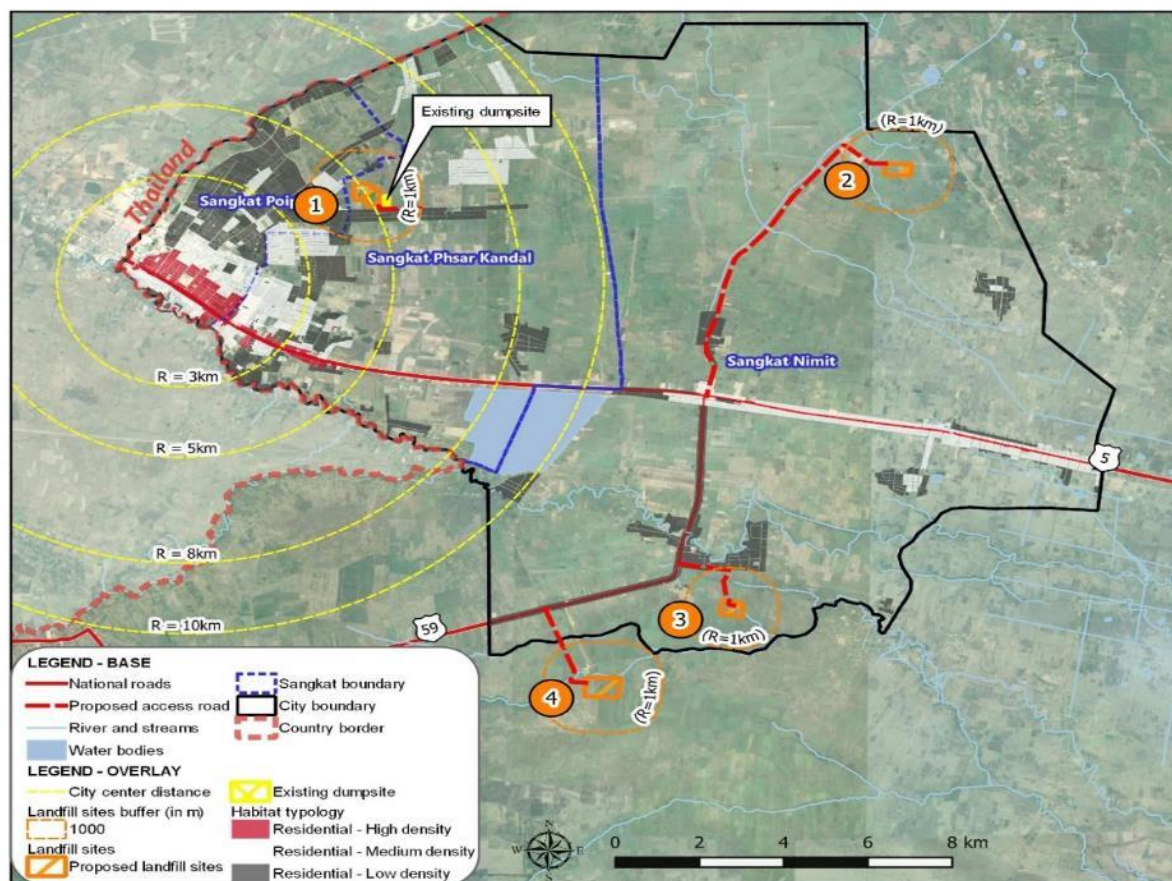 Existing dumpsite
(R=1km)
(R=1km)
Thailand
1
2
Sangkat Poip
Sangkat Phsar Kandal
Sangkat Nimit
R = 3km
R = 5km
R = 8km
R = 10km
5
59
3
(R=1km)
4
(R=1km)
LEGEND - BASE
National roads
Proposed access road
River and streams
Water bodies
Sangkat boundary
City boundary
Country border
LEGEND - OVERLAY
City center distance
Landfill sites buffer (in m)
1000
Landfill sites
Proposed landfill sites
Existing dumpsite
Habitat typology
Residential - High density
Residential - Medium density
Residential - Low density
N
W E
S
0 2 4 6 8 km